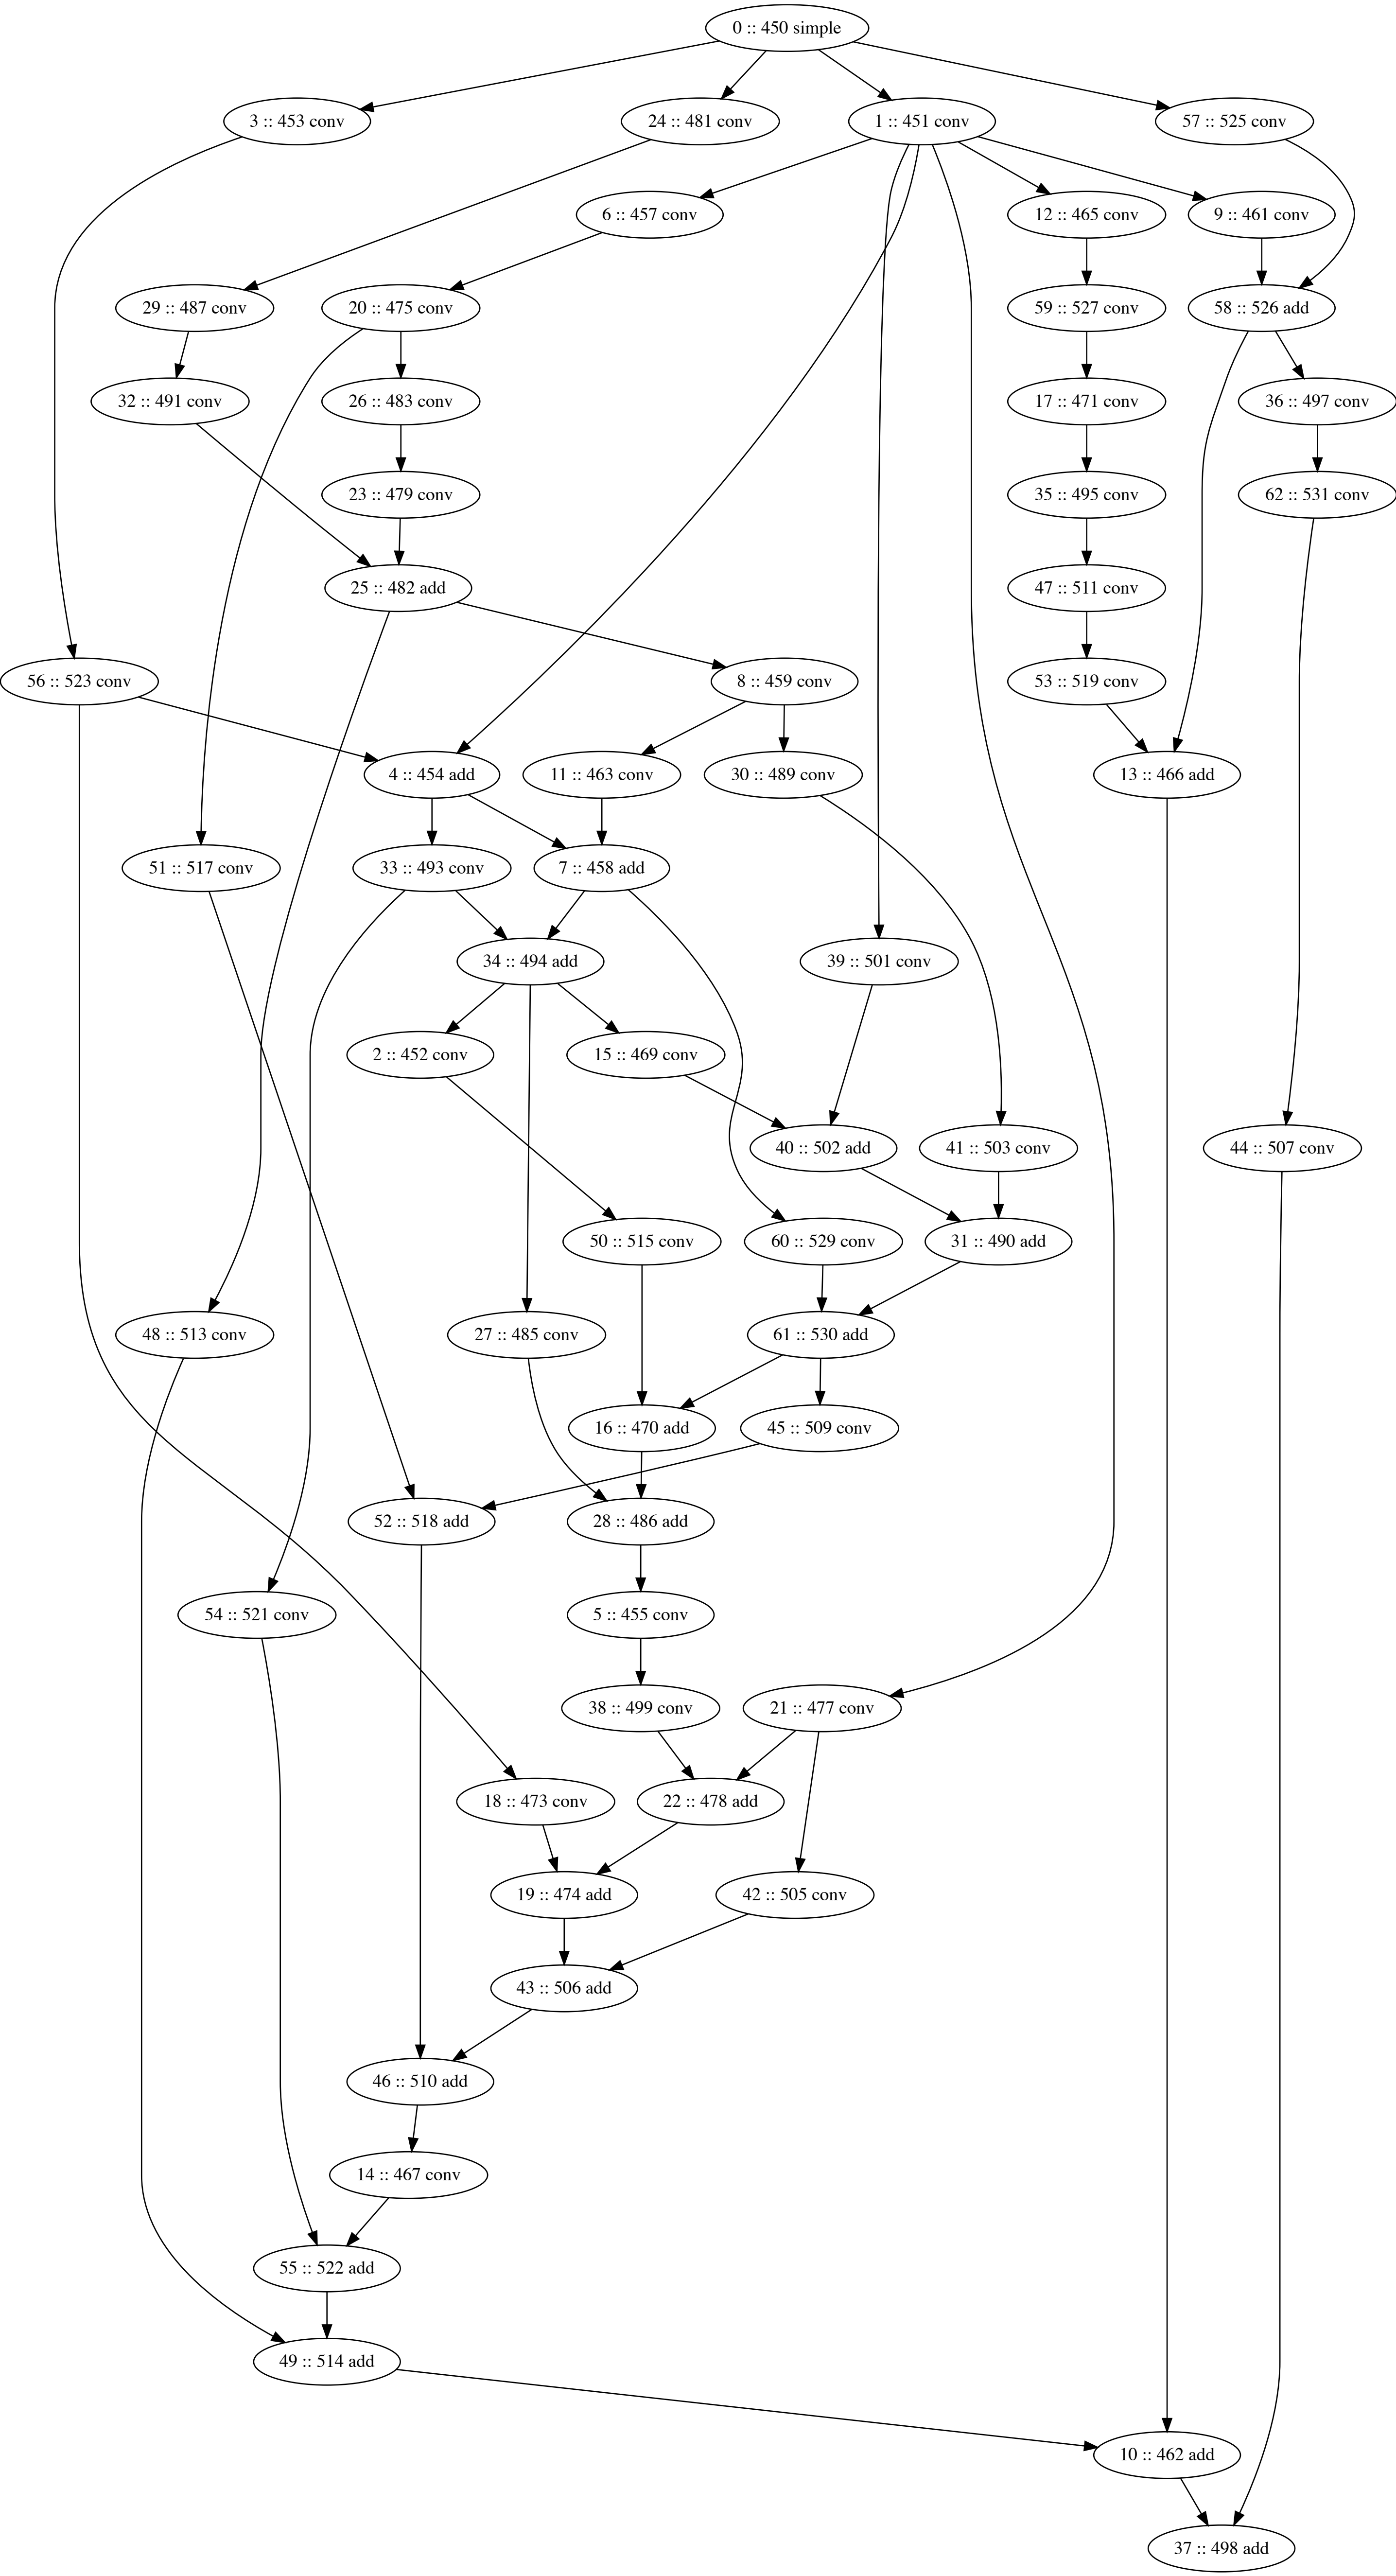 0 :: 450 simple
3 :: 453 conv
24 :: 481 conv
1 :: 451 conv
57 :: 525 conv
6 :: 457 conv
12 :: 465 conv
9 :: 461 conv
29 :: 487 conv
20 :: 475 conv
59 :: 527 conv
58 :: 526 add
32 :: 491 conv
26 :: 483 conv
17 :: 471 conv
36 :: 497 conv
23 :: 479 conv
35 :: 495 conv
62 :: 531 conv
25 :: 482 add
47 :: 511 conv
56 :: 523 conv
8 :: 459 conv
53 :: 519 conv
4 :: 454 add
11 :: 463 conv
30 :: 489 conv
13 :: 466 add
51 :: 517 conv
33 :: 493 conv
7 :: 458 add
34 :: 494 add
39 :: 501 conv
2 :: 452 conv
15 :: 469 conv
40 :: 502 add
41 :: 503 conv
44 :: 507 conv
50 :: 515 conv
60 :: 529 conv
31 :: 490 add
48 :: 513 conv
27 :: 485 conv
61 :: 530 add
16 :: 470 add
45 :: 509 conv
52 :: 518 add
28 :: 486 add
54 :: 521 conv
5 :: 455 conv
38 :: 499 conv
21 :: 477 conv
18 :: 473 conv
22 :: 478 add
19 :: 474 add
42 :: 505 conv
43 :: 506 add
46 :: 510 add
14 :: 467 conv
55 :: 522 add
49 :: 514 add
10 :: 462 add
37 :: 498 add